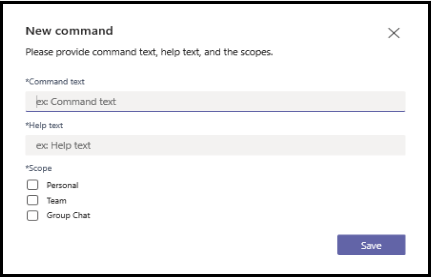 New command
Please provide command text, help text, and the scopes.
*Command text
ex: Command text
*Help text
ex: Help text
*Scope
Personal
Team
Group Chat
Save